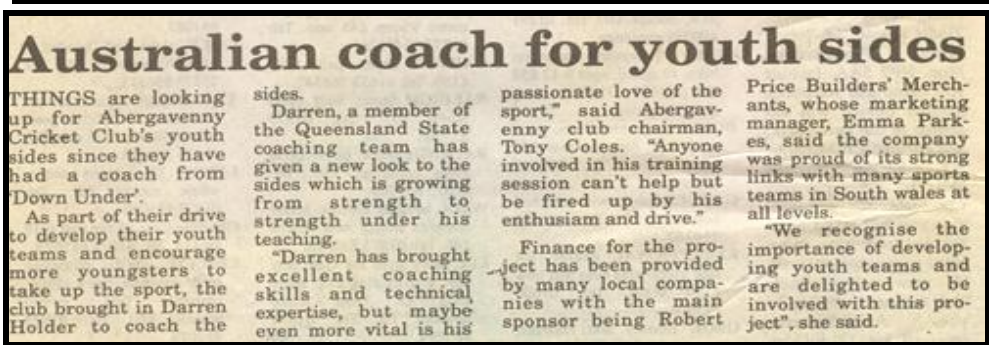 Australian coach for youth sides
THINGS are looking
up for Abergavenny
Cricket Club's youth
sides since they have
had a coach from
'Down Under'.
As part of their drive
to develop their youth
teams and encourage
more youngsters to
take up the sport, the
club brought in Darren
Holder to coach the
sides.
Darren, a member of
the Queensland State
coaching team has
given a new look to the
sides which is growing
from strength to
strength under his
teaching.
"Darren has brought
excellent coaching
skills and technical
expertise, but maybe
even more vital is his
passionate love of the
sport," said Abergav-
enny club chairman,
Tony Coles. "Anyone
involved in his training
session can't help but
be fired up by his
enthusiam and drive."
Finance for the pro-
ject has been provided
by many local compa-
nies with the main
sponsor being Robert
Price Builders' Merch-
ants, whose marketing
manager, Emma Park-
es, said the company
was proud of its strong
links with many sports
teams in South wales at
all levels.
"We recognise the
importance of develop-
ing youth teams and
are delighted to be
involved with this pro-
ject", she said.